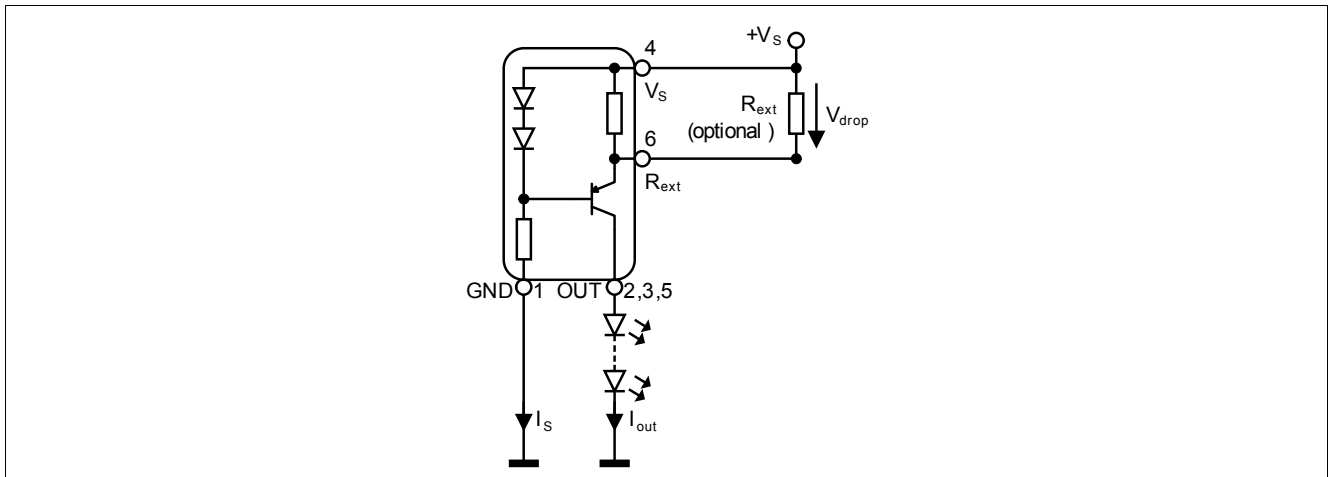 +VS
4
VS
Rext
(optional )
Vdrop
6
Rext
GND 1 OUT 2,3,5
IS Iout